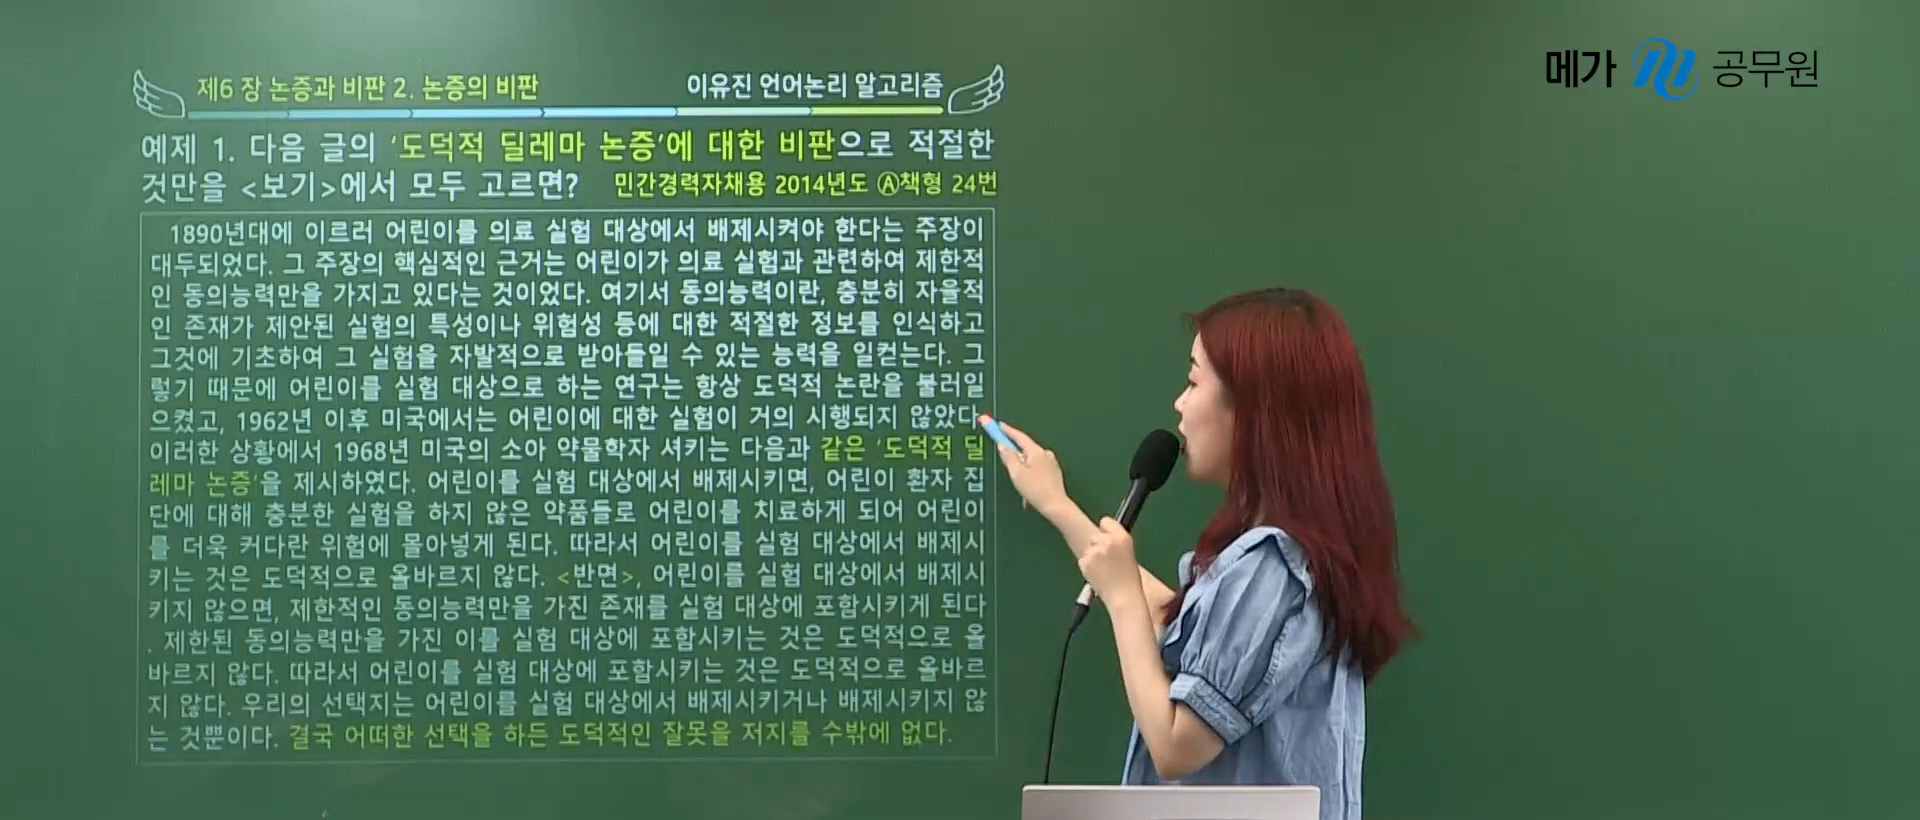 메가 공무원
제6 장 논증과 비판 2. 논증의 비판 이유진 언어논리 알고리즘
예제 1. 다음 글의 '도덕적 딜레마 논증'에 대한 비판으로 적절한
것만을 <보기>에서 모두 고르면? 민간경력자채용 2014년도 Ⓐ책형 24번
1890년대에 이르러 어린이를 의료 실험 대상에서 배제시켜야 한다는 주장이
대두되었다. 그 주장의 핵심적인 근거는 어린이가 의료 실험과 관련하여 제한적
인 동의능력만을 가지고 있다는 것이었다. 여기서 동의능력이란, 충분히 자율적
인 존재가 제안된 실험의 특성이나 위험성 등에 대한 적절한 정보를 인식하고
그것에 기초하여 그 실험을 자발적으로 받아들일 수 있는 능력을 일컫는다. 그
렇기 때문에 어린이를 실험 대상으로 하는 연구는 항상 도덕적 논란을 불러일
으켰고, 1962년 이후 미국에서는 어린이에 대한 실험이 거의 시행되지 않았다.
이러한 상황에서 1968년 미국의 소아 약물학자 셔키는 다음과 같은 '도덕적 딜
레마 논증'을 제시하였다. 어린이를 실험 대상에서 배제시키면, 어린이 환자 집
단에 대해 충분한 실험을 하지 않은 약품들로 어린이를 치료하게 되어 어린이
를 더욱 커다란 위험에 몰아넣게 된다. 따라서 어린이를 실험 대상에서 배제시
키는 것은 도덕적으로 올바르지 않다. <반면>, 어린이를 실험 대상에서 배제시
키지 않으면, 제한적인 동의능력만을 가진 존재를 실험 대상에 포함시키게 된다
. 제한된 동의능력만을 가진 이를 실험 대상에 포함시키는 것은 도덕적으로 올
바르지 않다. 따라서 어린이를 실험 대상에 포함시키는 것은 도덕적으로 올바르
지 않다. 우리의 선택지는 어린이를 실험 대상에서 배제시키거나 배제시키지 않
는 것뿐이다. 결국 어떠한 선택을 하든 도덕적인 잘못을 저지를 수밖에 없다.